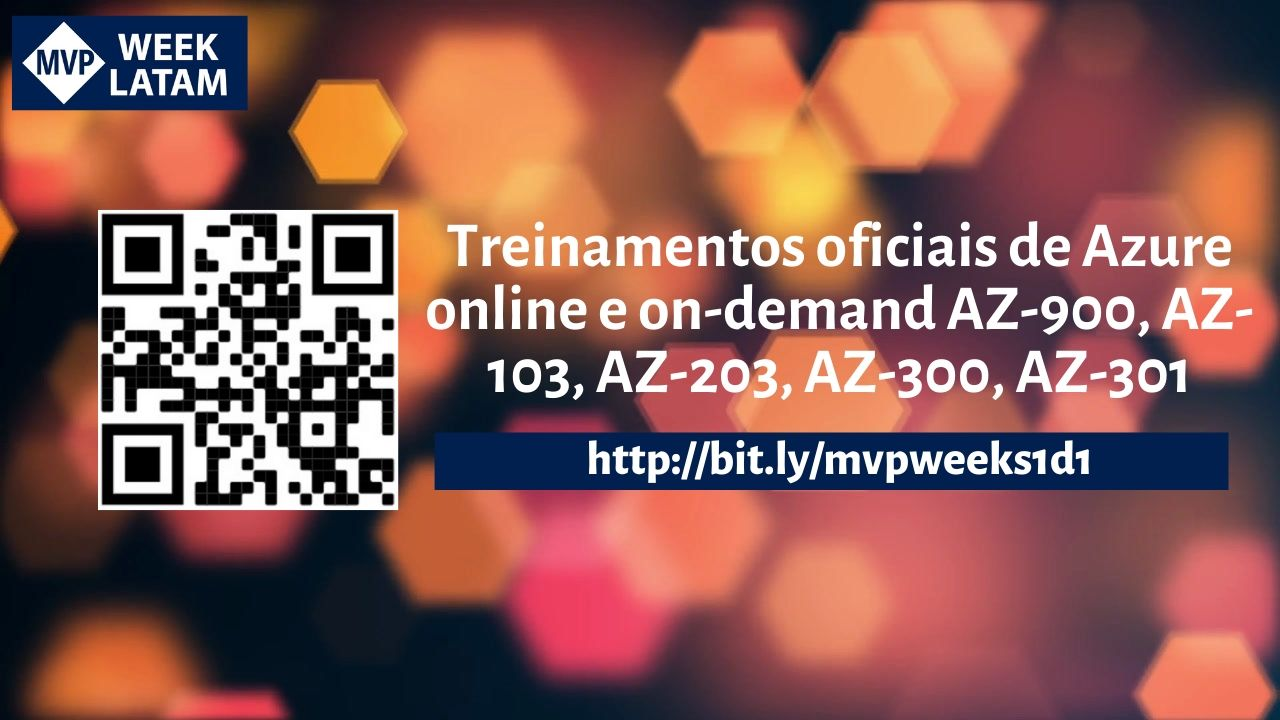 MVP
WEEK
LATAM
Treinamentos oficiais de Azure
online e on-demand AZ-900, AZ-
103, AZ-203, AZ-300, AZ-301
http://bit.ly/mvpweeks1d1